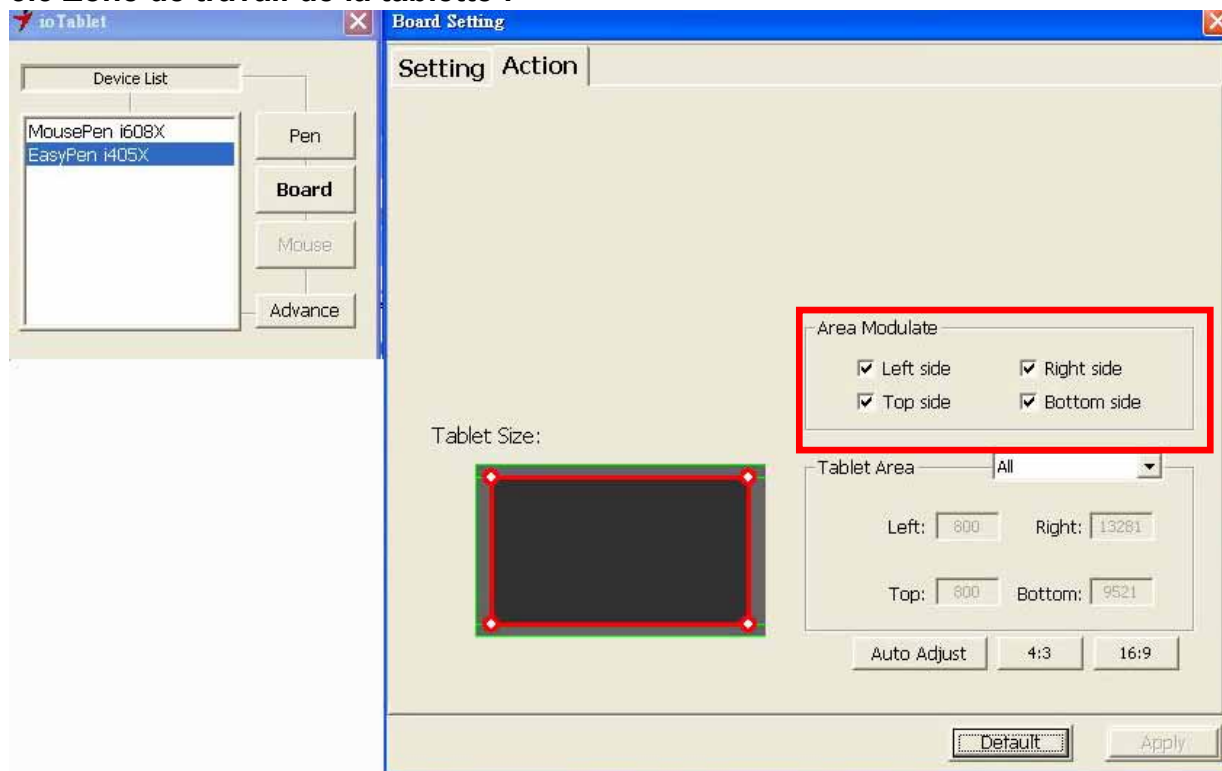 ioTablet
Device List
MousePen i608X
EasyPen i405X
Pen
Board
Mouse
Advance
Board Setting
Setting Action
Area Modulate
Left side Right side
Top side Bottom side
Tablet Size:
Tablet Area All
Left: 800 Right: 13281
Top: 800 Bottom: 9521
Auto Adjust 4:3 16:9
Default Apply